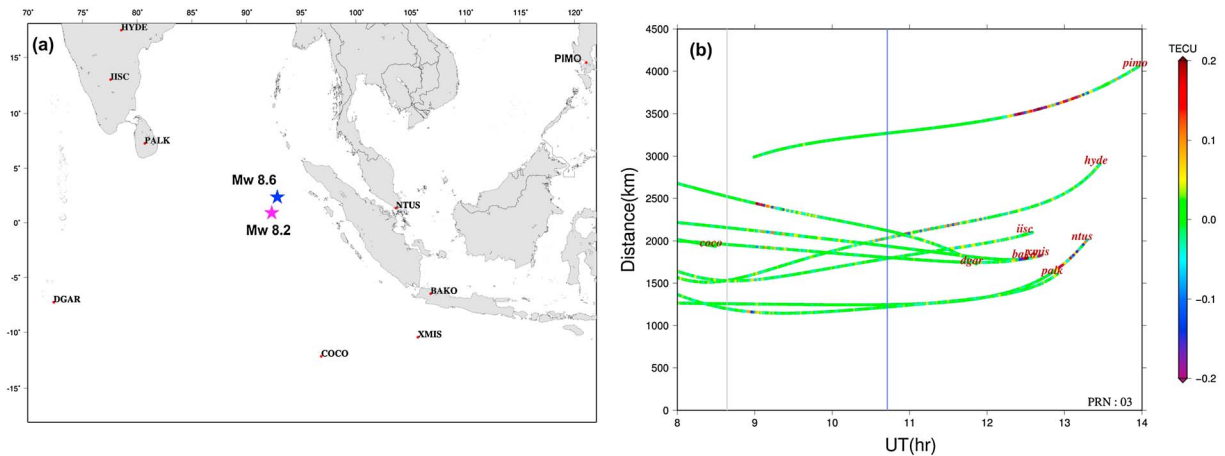 70° 75° 80° 85° 90° 95° 100° 105° 110° 115° 120°
(a)
HYDE
PIMO
15°
IISC
10°
PALK
5°
Mw 8.6
NTUS
0°
Mw 8.2
-5°
BAKO
DGAR
-10°
XMIS
COCO
-15°
(b)
TECU
4500
4000
3500
3000
2500
2000
1500
1000
500
0
Distance(km)
pimo
hyde
iisc
ntus
coco
xmis
dgar
palk
PRN : 03
8 9 10 11 12 13 14
UT(hr)
0.2
0.1
0.0
-0.1
-0.2